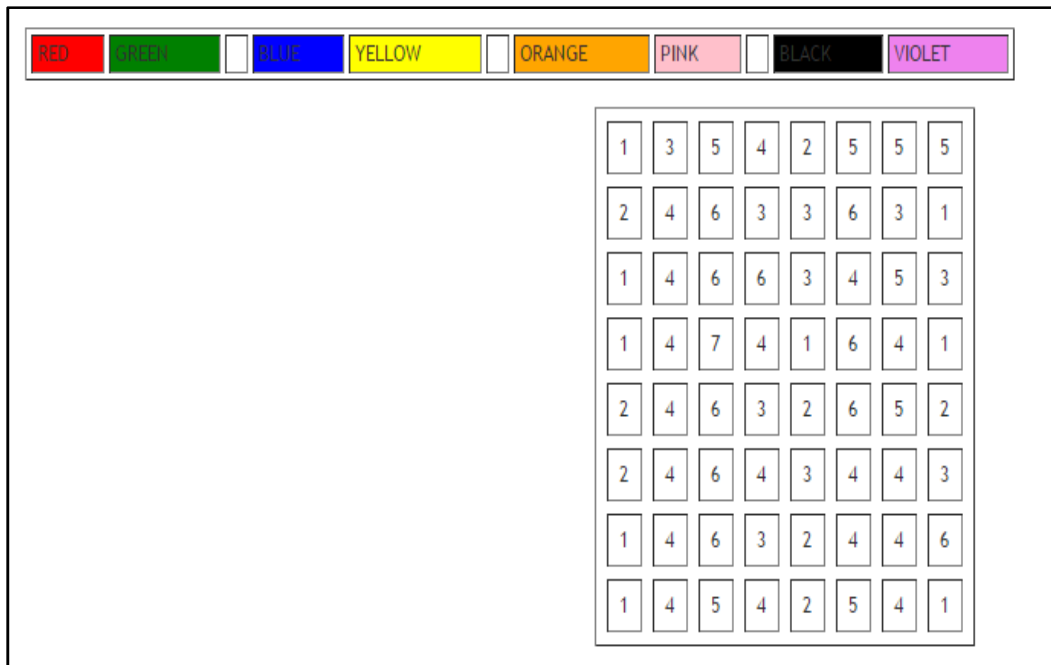 RED GREEN BLUE YELLOW ORANGE PINK BLACK VIOLET
1 3 5 4 2 5 5 5
2 4 6 3 3 6 3 1
1 4 6 6 3 4 5 3
1 4 7 4 1 6 4 1
2 4 6 3 2 6 5 2
2 4 6 4 3 4 4 3
1 4 6 3 2 4 4 6
1 4 5 4 2 5 4 1